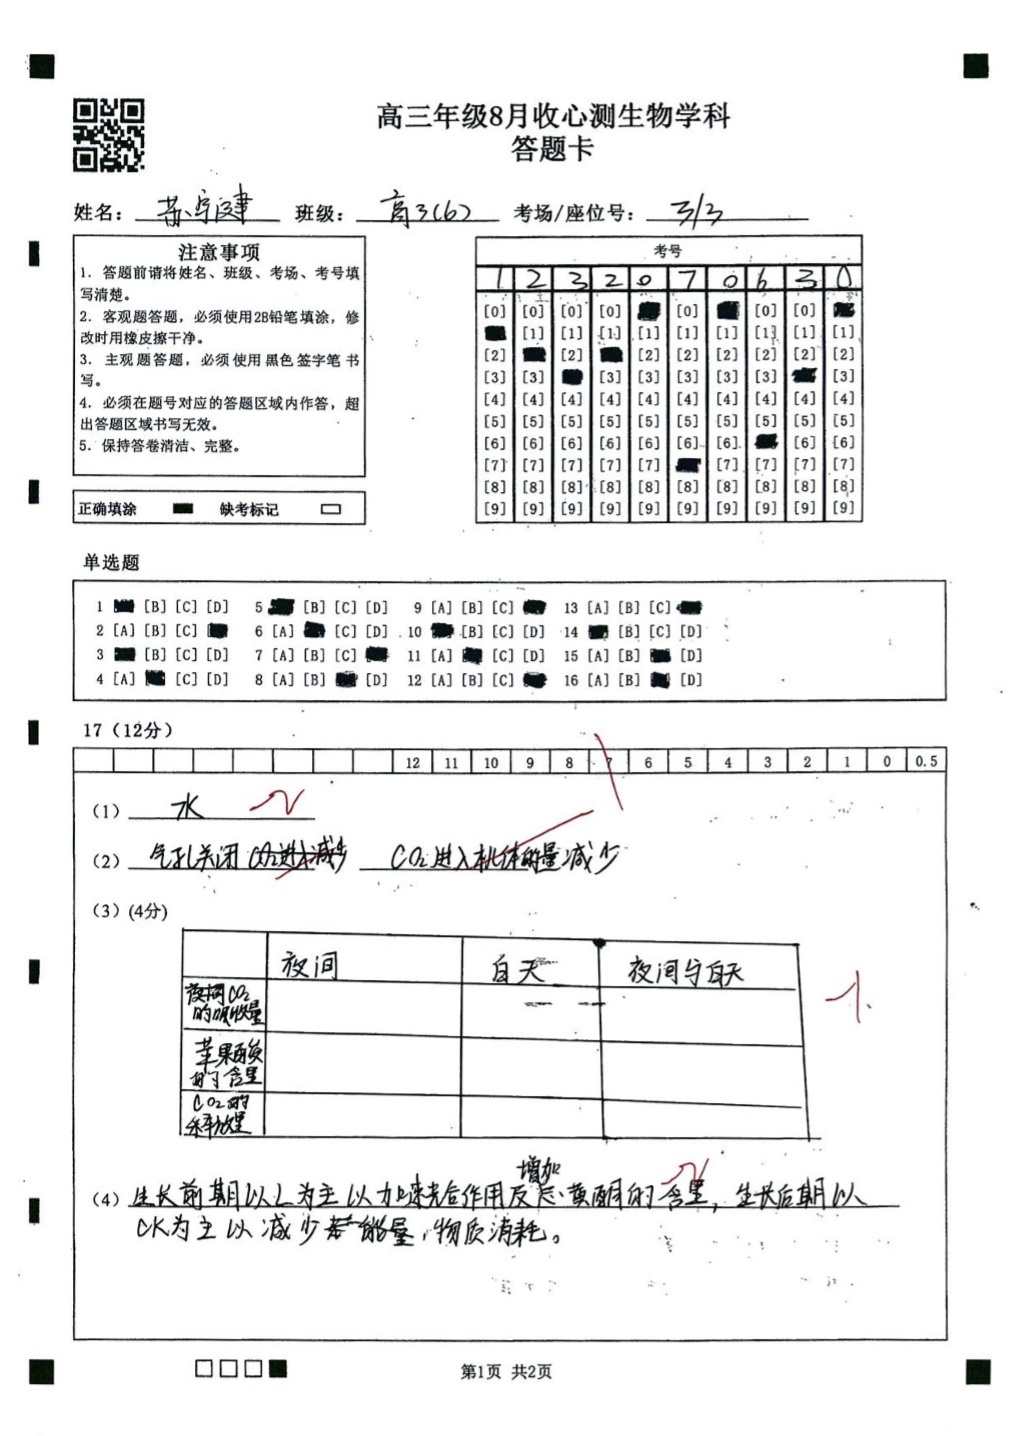 高三年级8月收心测生物学科
答题卡
姓名： 苏宇建 班级： 高3(6) 考场/座位号： 3/3
注意事项
1．答题前请将姓名、班级、考场、考号填
写清楚。
2．客观题答题，必须使用2B铅笔填涂，修
改时用橡皮擦干净。
3．主观题答题，必须使用黑色签字笔书
写。
4．必须在题号对应的答题区域内作答，超
出答题区域书写无效。
5．保持答卷清洁、完整。
正确填涂 缺考标记
考号
1 2 3 2 0 7 0 6 3 0
[0] [0] [0] [0] [0] [0] [0]
[1] [1] [1] [1] [1] [1] [1] [1] [1]
[2] [2] [2] [2] [2] [2] [2] [2]
[3] [3] [3] [3] [3] [3] [3] [3]
[4] [4] [4] [4] [4] [4] [4] [4] [4] [4]
[5] [5] [5] [5] [5] [5] [5] [5] [5] [5]
[6] [6] [6] [6] [6] [6] [6] [6] [6]
[7] [7] [7] [7] [7] [7] [7] [7] [7]
[8] [8] [8] [8] [8] [8] [8] [8] [8] [8]
[9] [9] [9] [9] [9] [9] [9] [9] [9] [9]
单选题
1 [B] [C] [D] 5 [B] [C] [D] 9 [A] [B] [C] 13 [A] [B] [C]
2 [A] [B] [C] 6 [A] [C] [D] 10 [B] [C] [D] 14 [B] [C] [D]
3 [B] [C] [D] 7 [A] [B] [C] 11 [A] [C] [D] 15 [A] [B] [D]
4 [A] [C] [D] 8 [A] [B] [D] 12 [A] [B] [C] 16 [A] [B] [D]
17（12分）
12 11 10 9 8 7 6 5 4 3 2 1 0 0.5
（1） 水
（2） 气孔关闭 CO₂进入减少 CO₂进入机体的量减少
（3）(4分)
夜间 白天 夜间与白天
夜间CO₂
的吸收量
苹果酸
的含量
CO₂的
释放量
增加
（4） 生长前期以L为主以加速光合作用反应、黄酮的含量，生长后期以
CK为主以减少 能量，物质消耗。
第1页 共2页